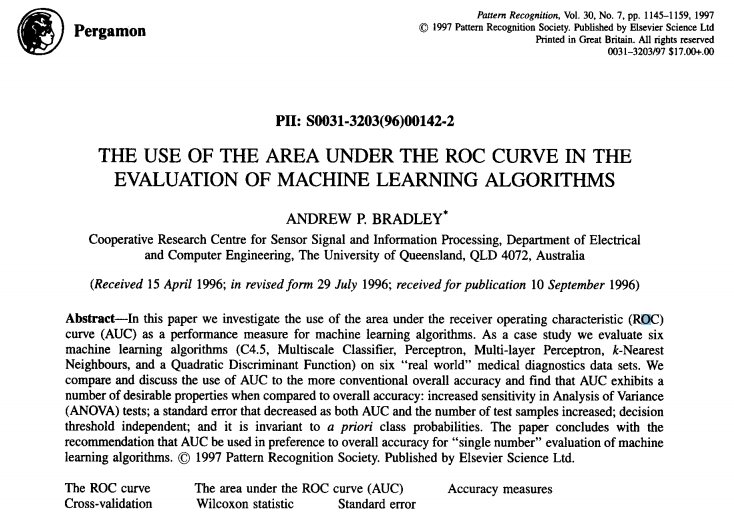 Pergamon
Pattern Recognition, Vol. 30, No. 7, pp. 1145–1159, 1997
© 1997 Pattern Recognition Society. Published by Elsevier Science Ltd
Printed in Great Britain. All rights reserved
0031-3203/97 $17.00+.00
PII: S0031-3203(96)00142-2
THE USE OF THE AREA UNDER THE ROC CURVE IN THE
EVALUATION OF MACHINE LEARNING ALGORITHMS
ANDREW P. BRADLEY*
Cooperative Research Centre for Sensor Signal and Information Processing, Department of Electrical
and Computer Engineering, The University of Queensland, QLD 4072, Australia
(Received 15 April 1996; in revised form 29 July 1996; received for publication 10 September 1996)
Abstract—In this paper we investigate the use of the area under the receiver operating characteristic (ROC)
curve (AUC) as a performance measure for machine learning algorithms. As a case study we evaluate six
machine learning algorithms (C4.5, Multiscale Classifier, Perceptron, Multi-layer Perceptron, k-Nearest
Neighbours, and a Quadratic Discriminant Function) on six "real world" medical diagnostics data sets. We
compare and discuss the use of AUC to the more conventional overall accuracy and find that AUC exhibits a
number of desirable properties when compared to overall accuracy: increased sensitivity in Analysis of Variance
(ANOVA) tests; a standard error that decreased as both AUC and the number of test samples increased; decision
threshold independent; and it is invariant to a priori class probabilities. The paper concludes with the
recommendation that AUC be used in preference to overall accuracy for "single number" evaluation of machine
learning algorithms. © 1997 Pattern Recognition Society. Published by Elsevier Science Ltd.
The ROC curve The area under the ROC curve (AUC) Accuracy measures
Cross-validation Wilcoxon statistic Standard error